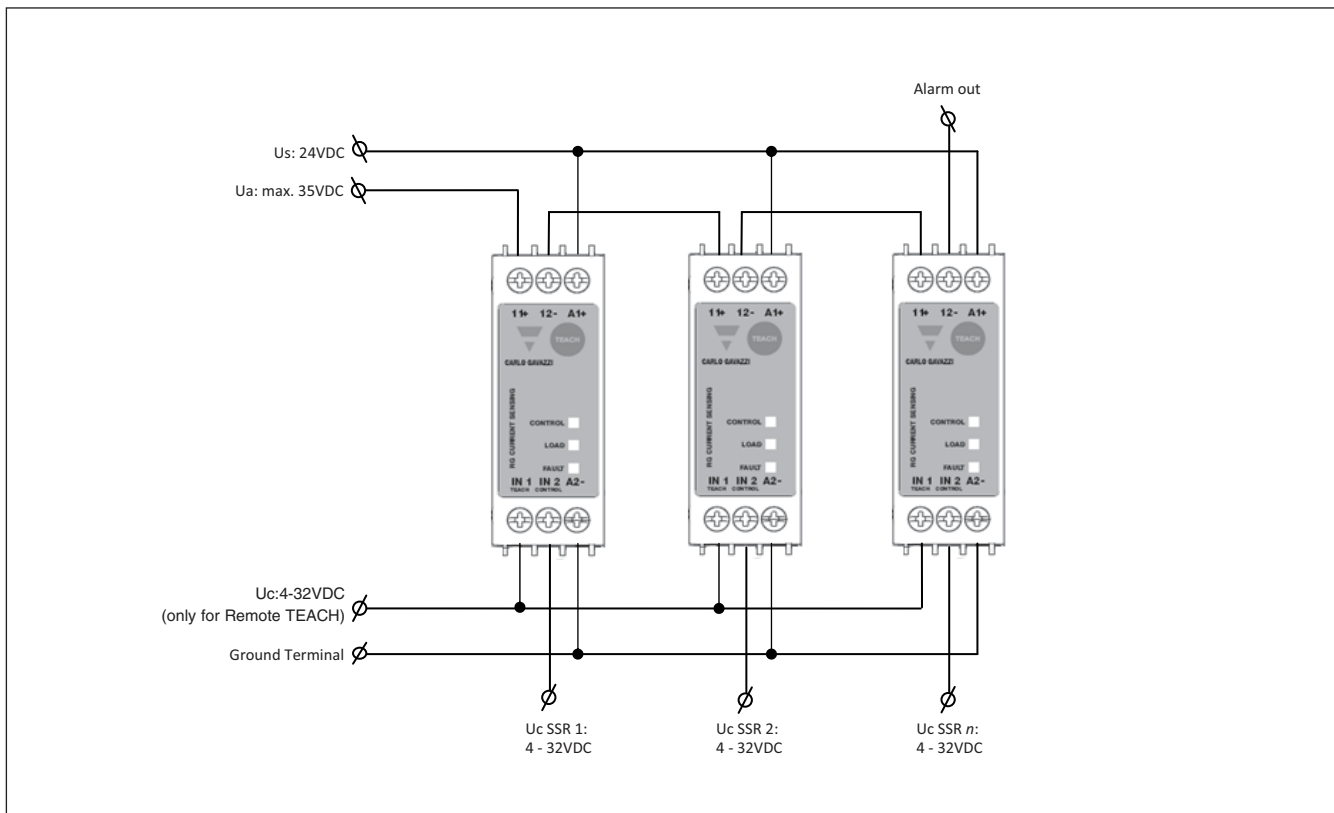 Alarm out
Us: 24VDC
Ua: max. 35VDC
11+ 12- A1+
TEACH
CARLO GAVAZZI
RG CURRENT SENSING
CONTROL
LOAD
FAULT
IN 1 IN 2 A2-
TEACH CONTROL
11+ 12- A1+
TEACH
CARLO GAVAZZI
RG CURRENT SENSING
CONTROL
LOAD
FAULT
IN 1 IN 2 A2-
TEACH CONTROL
11+ 12- A1+
TEACH
CARLO GAVAZZI
RG CURRENT SENSING
CONTROL
LOAD
FAULT
IN 1 IN 2 A2-
TEACH CONTROL
Uc:4-32VDC
(only for Remote TEACH)
Ground Terminal
Uc SSR 1:
4 - 32VDC
Uc SSR 2:
4 - 32VDC
Uc SSR n:
4 - 32VDC